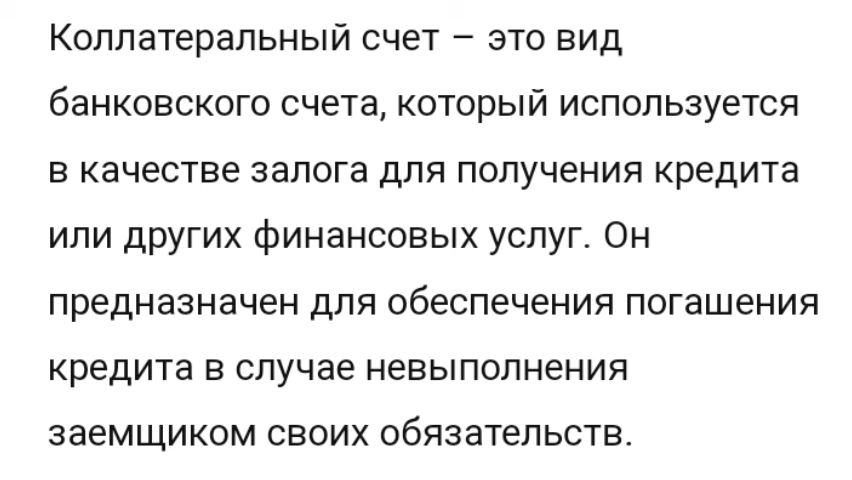 Коллатеральный счет – это вид
банковского счета, который используется
в качестве залога для получения кредита
или других финансовых услуг. Он
предназначен для обеспечения погашения
кредита в случае невыполнения
заемщиком своих обязательств.